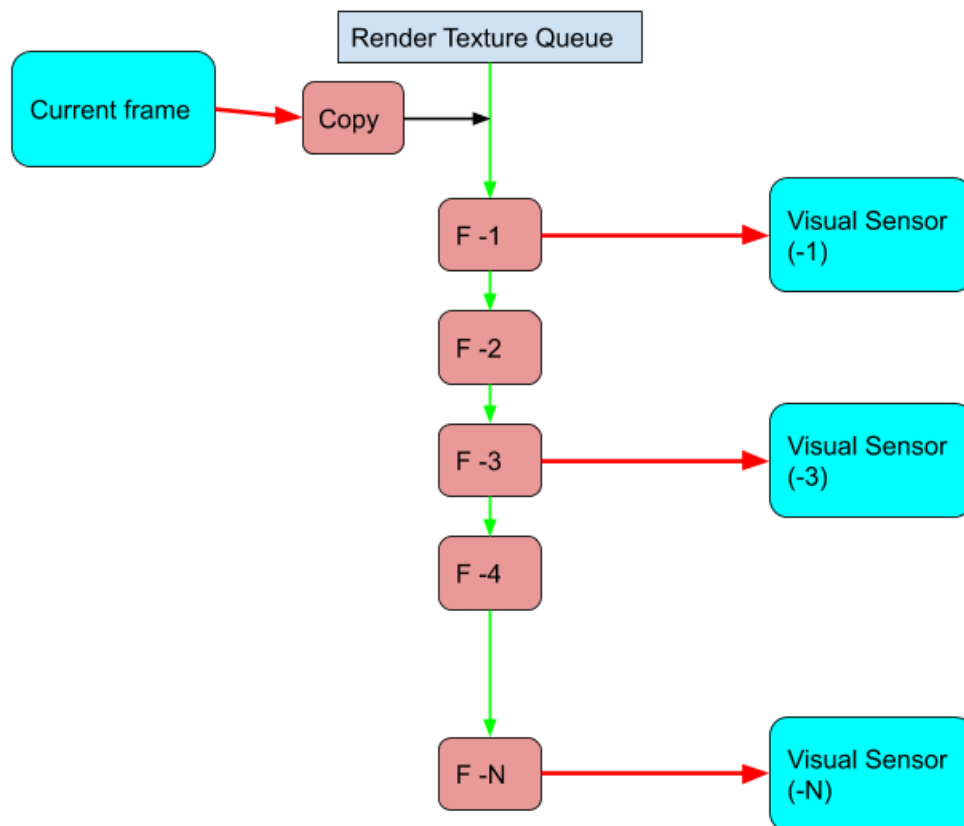 Render Texture Queue
Current frame
Copy
F -1
Visual Sensor
(-1)
F -2
F -3
Visual Sensor
(-3)
F -4
F -N
Visual Sensor
(-N)